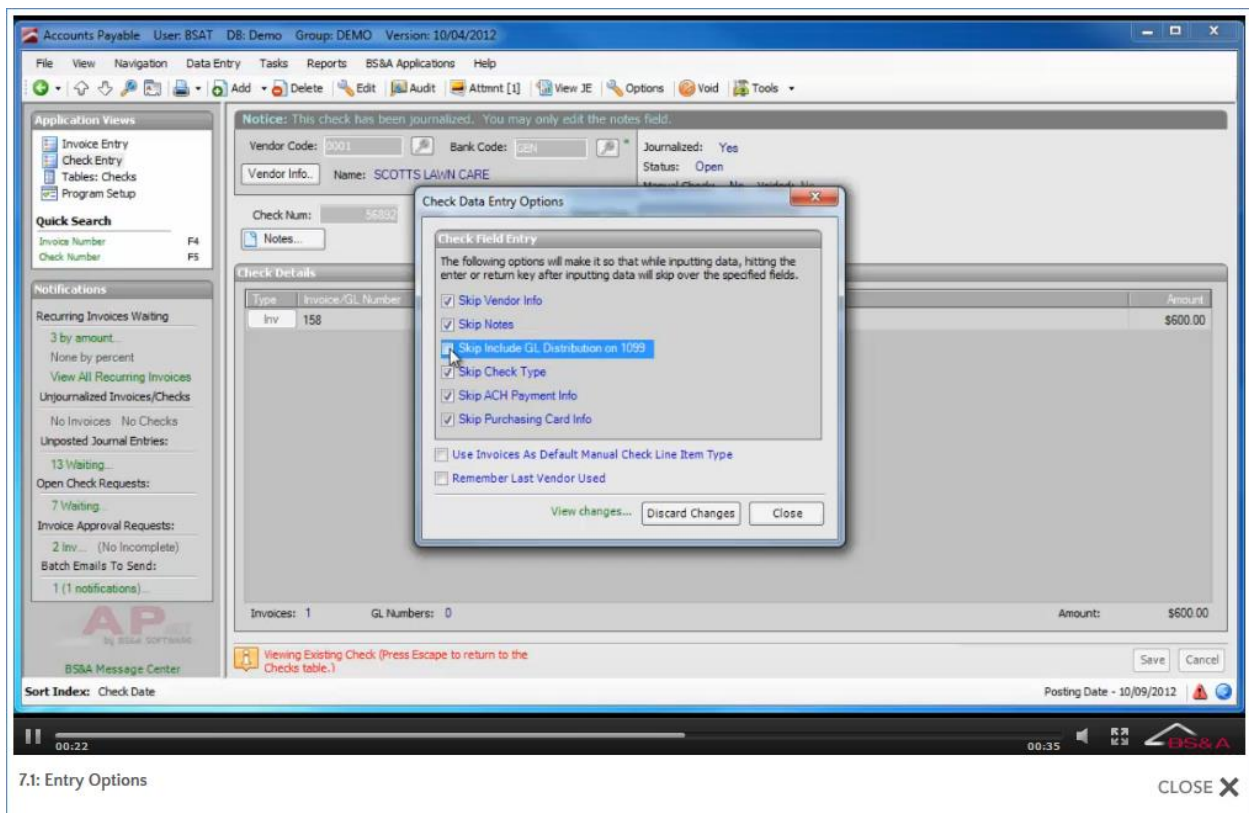 Accounts Payable User: BSAT DB: Demo Group: DEMO Version: 10/04/2012
File View Navigation Data Entry Tasks Reports BS&A Applications Help
Add Delete Edit Audit Attmnt [1] View JE Options Void Tools
Application Views
Invoice Entry
Check Entry
Tables: Checks
Program Setup
Quick Search
Invoice Number F4
Check Number F5
Notifications
Recurring Invoices Waiting
3 by amount...
None by percent
View All Recurring Invoices
Unjournalized Invoices/Checks
No Invoices No Checks
Unposted Journal Entries:
13 Waiting...
Open Check Requests:
7 Waiting...
Invoice Approval Requests:
2 Inv... (No Incomplete)
Batch Emails To Send:
1 (1 notifications)...
AP
by BS&A SOFTWARE
BS&A Message Center
Notice: This check has been journalized. You may only edit the notes field.
Vendor Code: 0001 Bank Code: GEN * Journalized: Yes
Vendor Info.. Name: SCOTTS LAWN CARE Status: Open
Check Num: 56892
Notes...
Check Details
Type Invoice/GL Number Amount
Inv 158 $600.00
Check Data Entry Options
Check Field Entry
The following options will make it so that while inputting data, hitting the
enter or return key after inputting data will skip over the specified fields.
Skip Vendor Info
Skip Notes
Skip Include GL Distribution on 1099
Skip Check Type
Skip ACH Payment Info
Skip Purchasing Card Info
Use Invoices As Default Manual Check Line Item Type
Remember Last Vendor Used
View changes... Discard Changes Close
Invoices: 1 GL Numbers: 0 Amount: $600.00
Viewing Existing Check (Press Escape to return to the
Checks table.)
Save Cancel
Sort Index: Check Date Posting Date - 10/09/2012
00:22 00:35 BS&A
7.1: Entry Options CLOSE